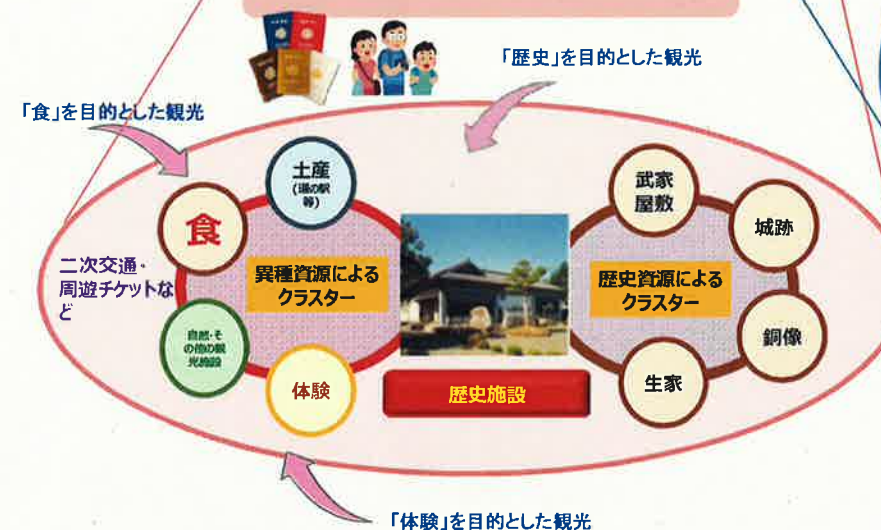 「歴史」を目的とした観光
「食」を目的とした観光
土産
(道の駅
等)
武家
屋敷
食
城跡
二次交通・
周遊チケットな
ど
異種資源による
クラスター
歴史資源による
クラスター
自然・そ
の他の観
光施設
銅像
体験
歴史施設
生家
「体験」を目的とした観光